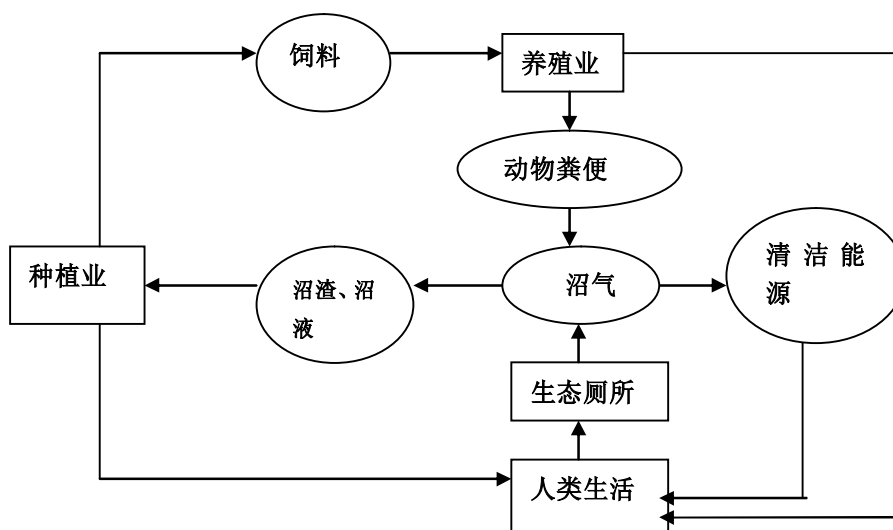 饲料
养殖业
动物粪便
种植业
沼渣、沼
液
沼气
清 洁 能
源
生态厕所
人类生活